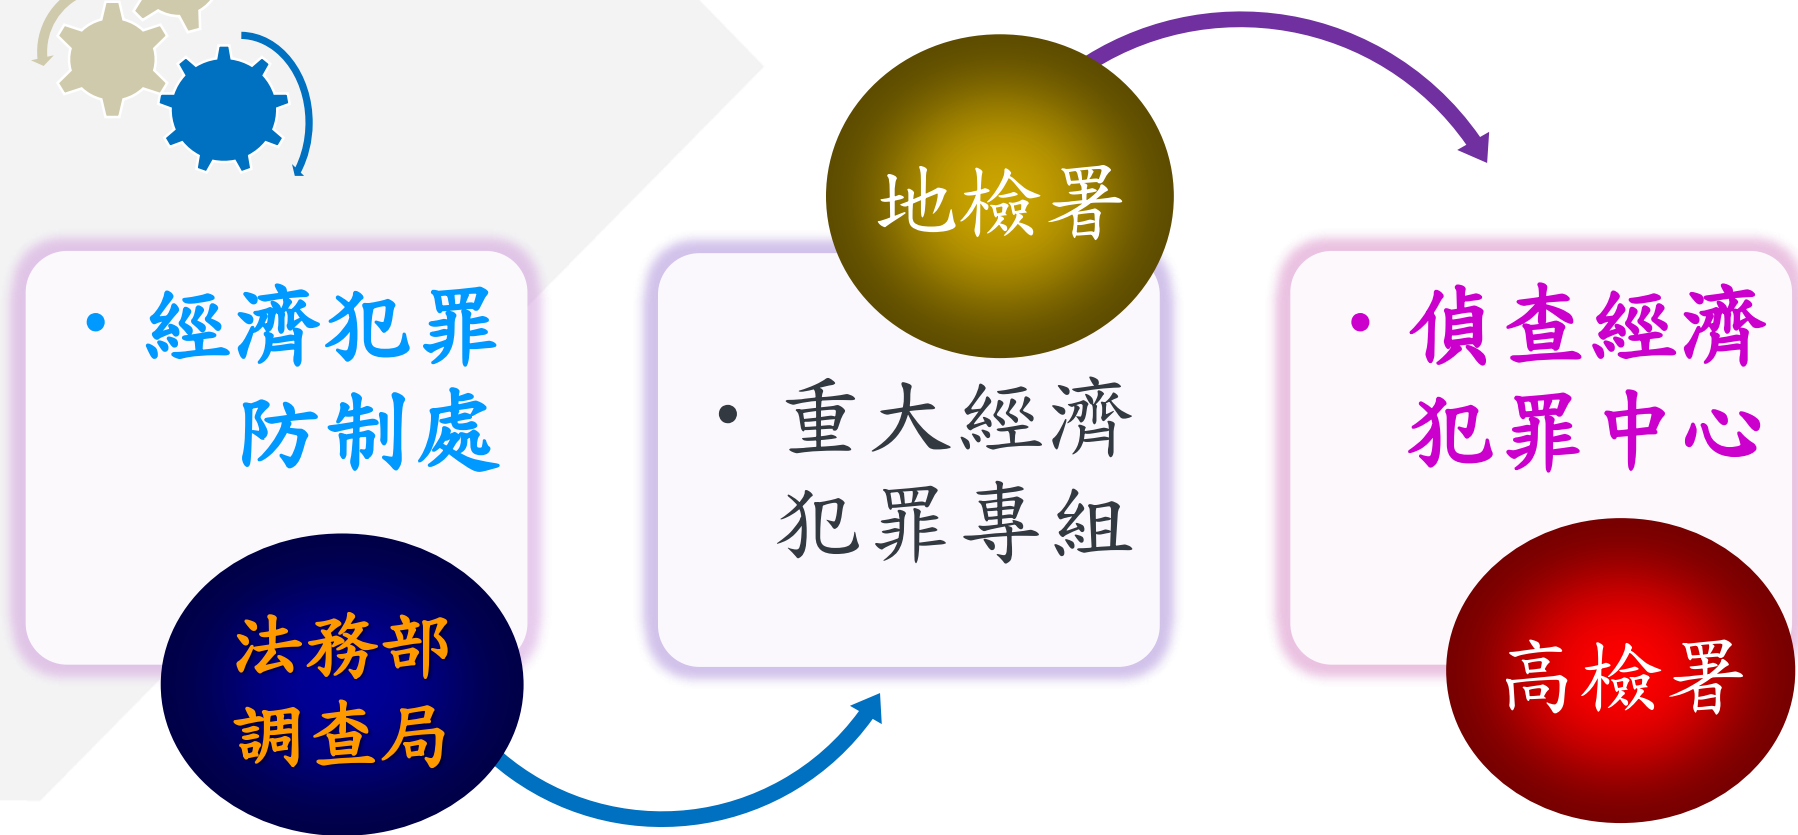 • 經濟犯罪
防制處
法務部
調查局
地檢署
• 重大經濟
犯罪專組
• 偵查經濟
犯罪中心
高檢署